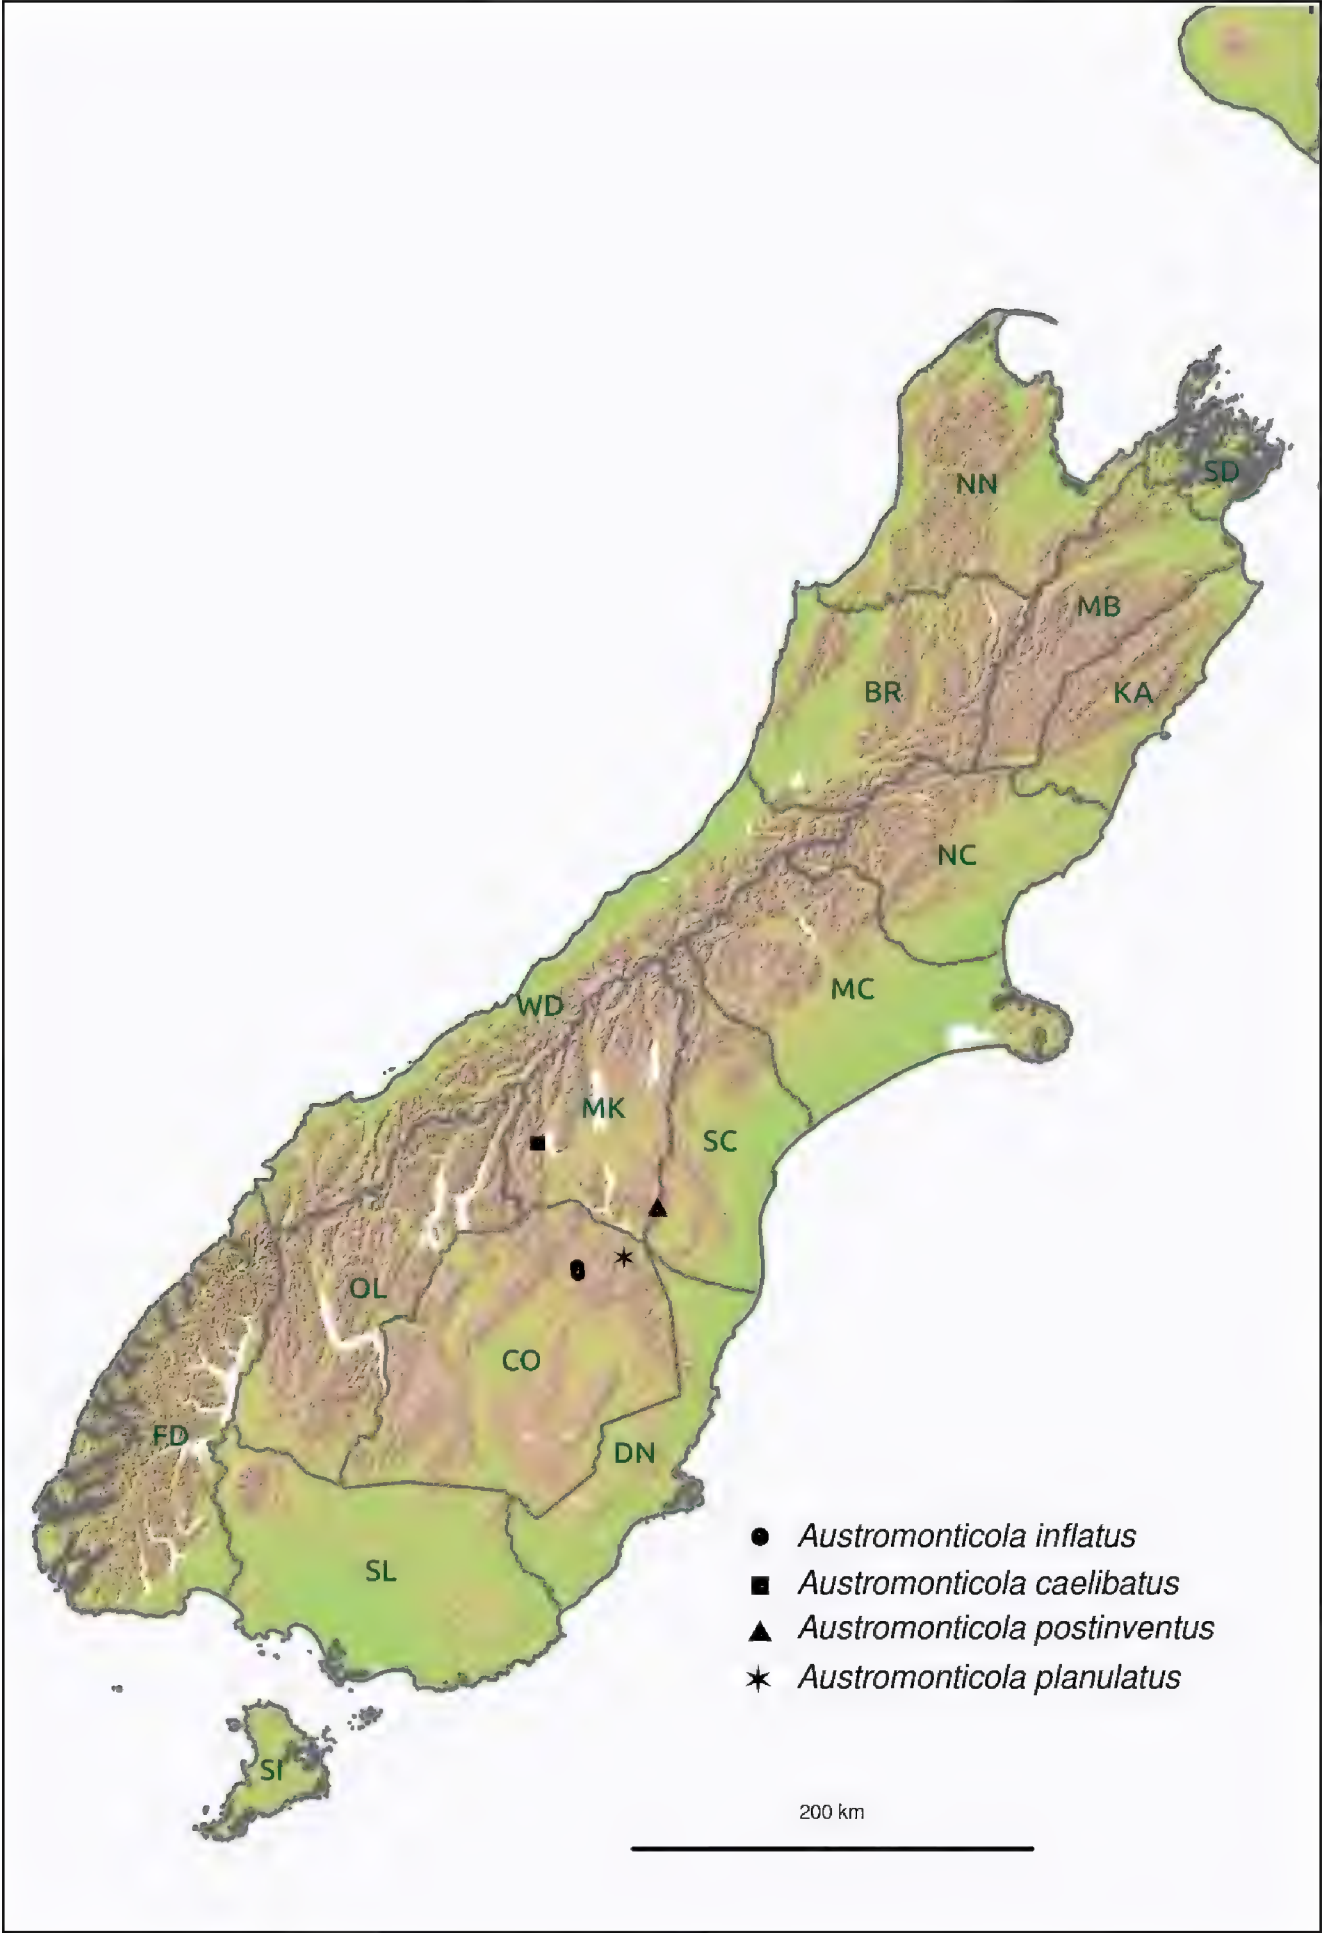 NN
SD
MB
BR
KA
NC
MC
WD
MK
SC
OL
CO
FD
DN
SL
SI
Austromonticola inflatus
Austromonticola caelibatus
Austromonticola postinventus
Austromonticola planulatus
200 km